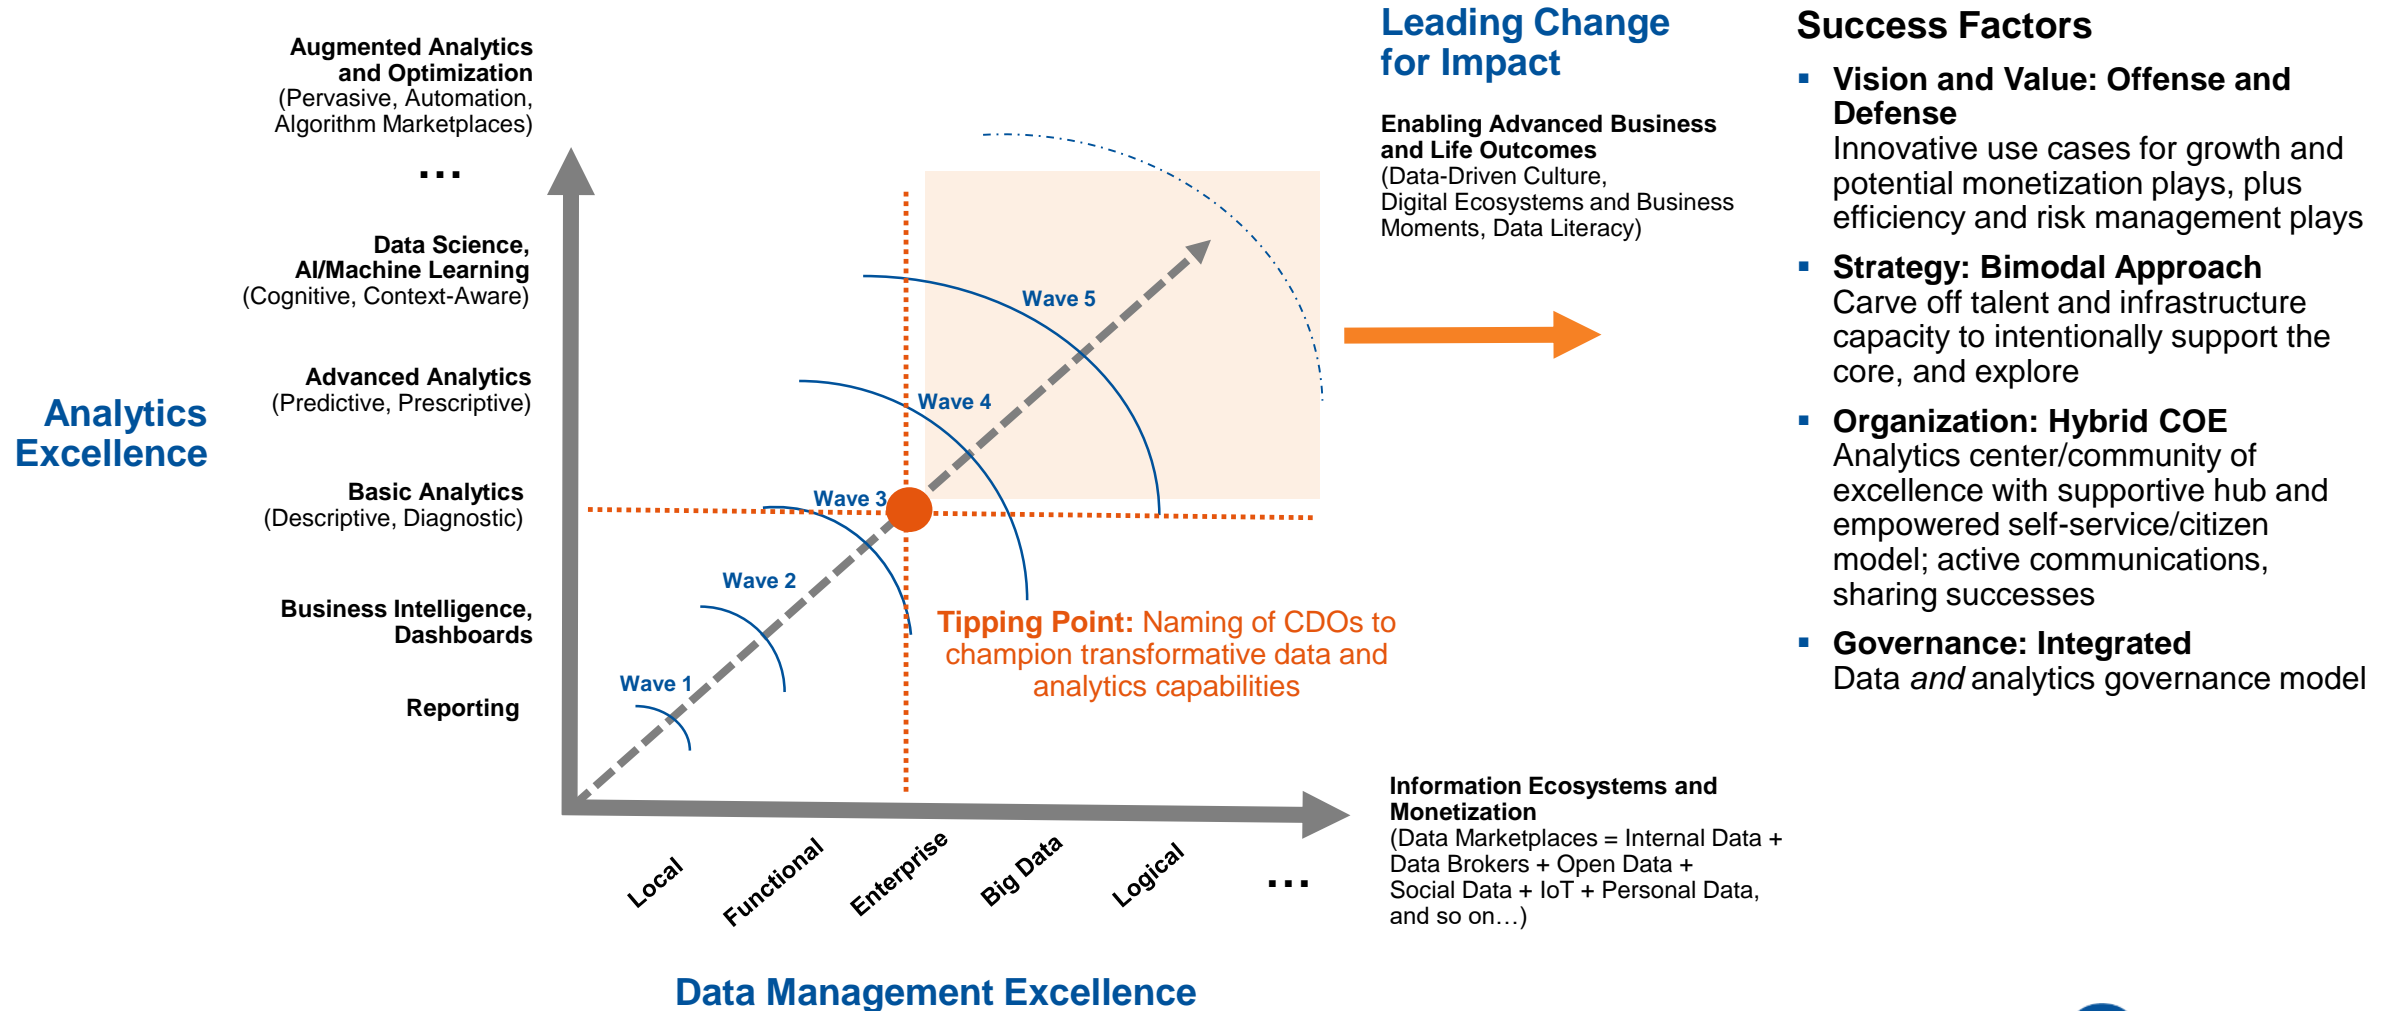 Augmented Analytics
and Optimization
(Pervasive, Automation,
Algorithm Marketplaces)
...
Data Science,
AI/Machine Learning
(Cognitive, Context-Aware)
Advanced Analytics
(Predictive, Prescriptive)
Analytics
Excellence
Basic Analytics
(Descriptive, Diagnostic)
Business Intelligence,
Dashboards
Reporting
Wave 5
Wave 4
Wave 3
Wave 2
Wave 1
Tipping Point: Naming of CDOs to
champion transformative data and
analytics capabilities
Local
Functional
Enterprise
Big Data
Logical
...
Data Management Excellence
Leading Change
for Impact
Enabling Advanced Business
and Life Outcomes
(Data-Driven Culture,
Digital Ecosystems and Business
Moments, Data Literacy)
Information Ecosystems and
Monetization
(Data Marketplaces = Internal Data +
Data Brokers + Open Data +
Social Data + IoT + Personal Data,
and so on…)
Success Factors
▪ Vision and Value: Offense and
Defense
Innovative use cases for growth and
potential monetization plays, plus
efficiency and risk management plays
▪ Strategy: Bimodal Approach
Carve off talent and infrastructure
capacity to intentionally support the
core, and explore
▪ Organization: Hybrid COE
Analytics center/community of
excellence with supportive hub and
empowered self-service/citizen
model; active communications,
sharing successes
▪ Governance: Integrated
Data and analytics governance model